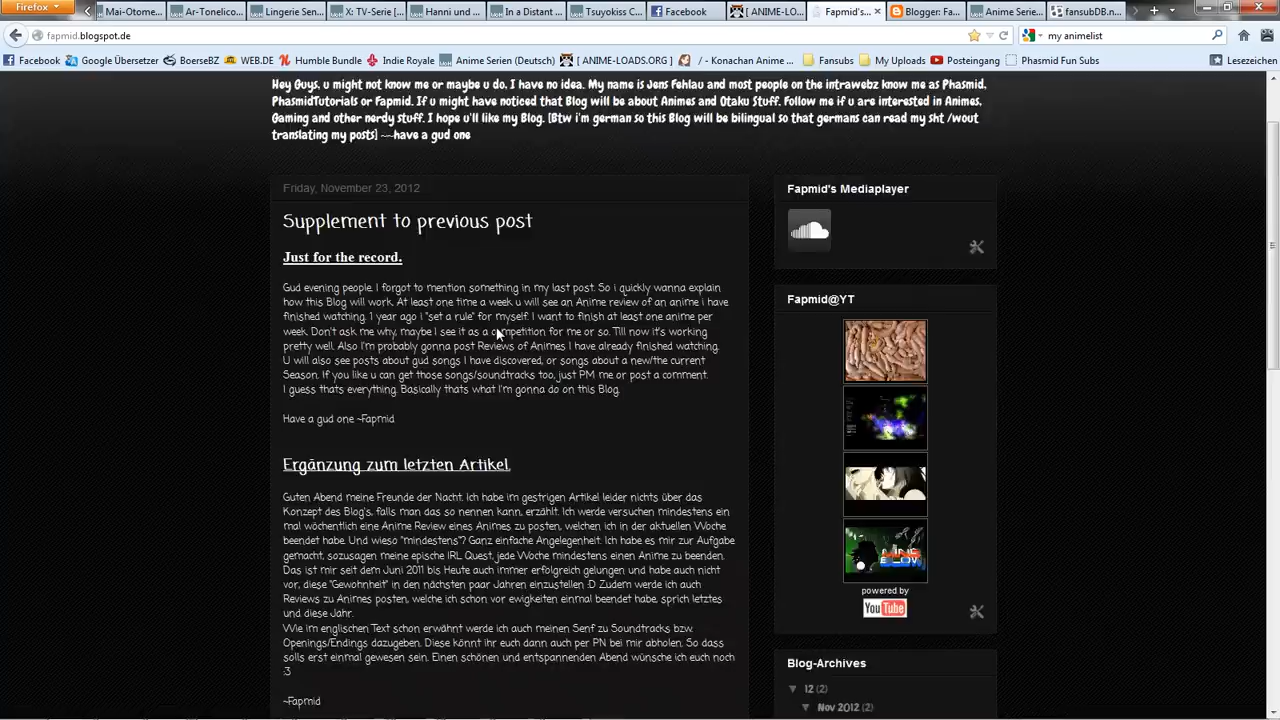 Firefox
Mai-Otome...
Ar-Tonelico...
Lingerie Sen...
X: TV-Serie [...
Hanni und ...
In a Distant ...
Tsuyokiss C...
Facebook
[ ANIME-LO...
Fapmid's...
Blogger: Fa...
Anime Serie...
fansubDB.n...
fapmid.blogspot.de
my animelist
Facebook
Google Übersetzer
BoerseBZ
WEB.DE
Humble Bundle
Indie Royale
Anime Serien (Deutsch)
[ ANIME-LOADS.ORG ]
/ - Konachan Anime ...
Fansubs
My Uploads
Posteingang
Phasmid Fun Subs
Lesezeichen
Hey Guys, u might not know me or maybe u do, I have no idea. My name is Jens Fehlau and most people on the intrawebz know me as Phasmid,
PhasmidTutorials or Fapmid. If u might have noticed that Blog will be about Animes and Otaku Stuff. Follow me if u are interested in Animes,
Gaming and other nerdy stuff. I hope u'll like my Blog. [Btw i'm german so this Blog will be bilingual so that germans can read my sht /wout
translating my posts] ~~have a gud one
Friday, November 23, 2012
Supplement to previous post
Just for the record.
Gud evening people. I forgot to mention something in my last post. So i quickly wanna explain
how this Blog will work. At least one time a week u will see an Anime review of an anime i have
finished watching. 1 year ago i "set a rule" for myself. I want to finish at least one anime per
week. Don't ask me why, maybe I see it as a competition for me or so. Till now it's working
pretty well. Also I'm probably gonna post Reviews of Animes I have already finished watching.
U will also see posts about gud songs I have discovered, or songs about a new/the current
Season. If you like u can get those songs/soundtracks too, just PM me or post a comment.
I guess thats everything. Basically thats what I'm gonna do on this Blog.
Have a gud one ~Fapmid
Ergänzung zum letzten Artikel.
Guten Abend meine Freunde der Nacht. Ich habe im gestrigen Artikel leider nichts über das
Konzept des Blog's, falls man das so nennen kann, erzählt. Ich werde versuchen mindestens ein
mal wöchentlich eine Anime Review eines Animes zu posten, welchen ich in der aktuellen Woche
beendet habe. Und wieso "mindestens"? Ganz einfache Angelegenheit. Ich habe es mir zur Aufgabe
gemacht, sozusagen meine epische IRL Quest, jede Woche mindestens einen Anime zu beenden.
Das ist mir seit dem Juni 2011 bis Heute auch immer erfolgreich gelungen und habe auch nicht
vor, diese "Gewohnheit" in den nächsten paar Jahren einzustellen :D Zudem werde ich auch
Reviews zu Animes posten, welche ich schon vor ewigkeiten einmal beendet habe, sprich letztes
und diese Jahr.
Wie im englischen Text schon erwähnt werde ich auch meinen Senf zu Soundtracks bzw.
Openings/Endings dazugeben. Diese könnt ihr euch dann auch per PN bei mir abholen. So dass
solls erst einmal gewesen sein. Einen schönen und entspannenden Abend wünsche ich euch noch
:3
~Fapmid
Fapmid's Mediaplayer
Fapmid@YT
powered by
YouTube
Blog-Archives
▼ 12 (2)
▼ Nov 2012 (2)